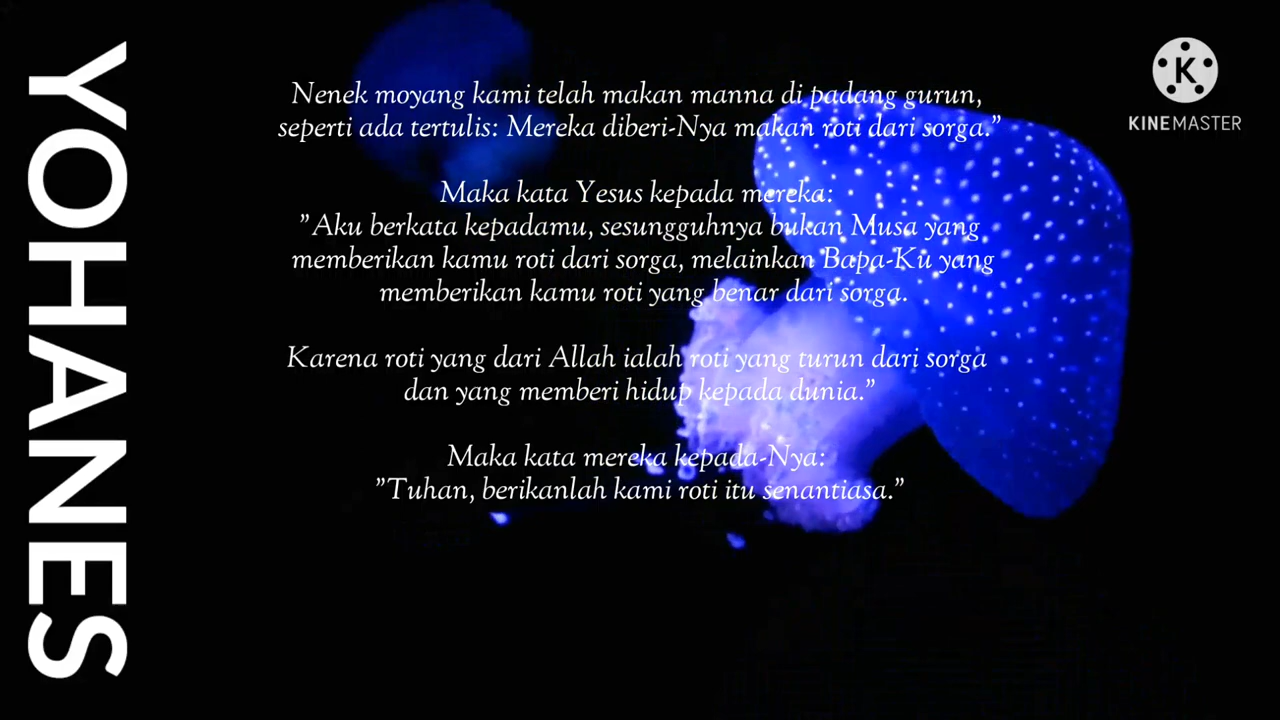 YOHANES
Nenek moyang kami telah makan manna di padang gurun,
seperti ada tertulis: Mereka diberi-Nya makan roti dari sorga.”
Maka kata Yesus kepada mereka:
”Aku berkata kepadamu, sesungguhnya bukan Musa yang
memberikan kamu roti dari sorga, melainkan Bapa-Ku yang
memberikan kamu roti yang benar dari sorga.
Karena roti yang dari Allah ialah roti yang turun dari sorga
dan yang memberi hidup kepada dunia.”
Maka kata mereka kepada-Nya:
”Tuhan, berikanlah kami roti itu senantiasa.”
K
KINEMASTER